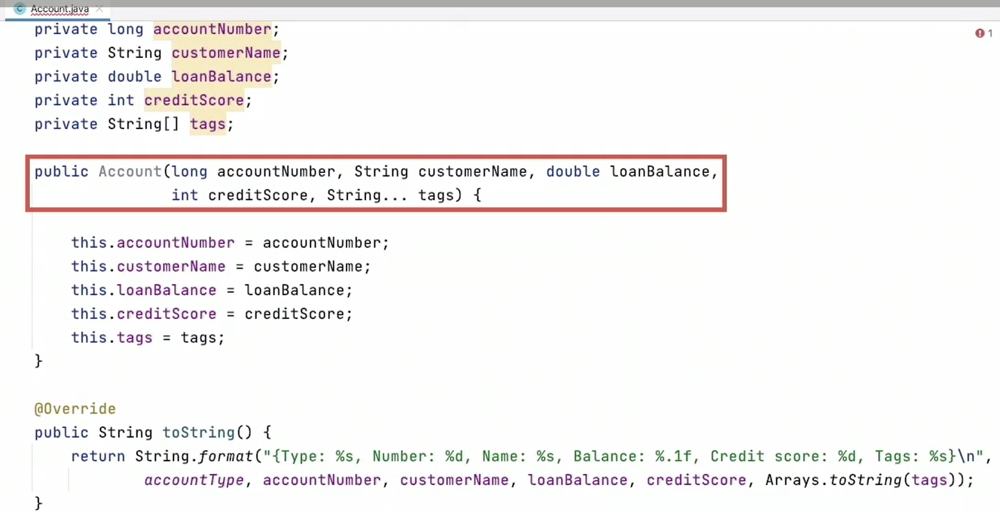 Account.java
1
private long accountNumber;
private String customerName;
private double loanBalance;
private int creditScore;
private String[] tags;
public Account(long accountNumber, String customerName, double loanBalance,
int creditScore, String... tags) {
this.accountNumber = accountNumber;
this.customerName = customerName;
this.loanBalance = loanBalance;
this.creditScore = creditScore;
this.tags = tags;
}
@Override
public String toString() {
return String.format("{Type: %s, Number: %d, Name: %s, Balance: %.1f, Credit score: %d, Tags: %s}\n",
accountType, accountNumber, customerName, loanBalance, creditScore, Arrays.toString(tags));
}